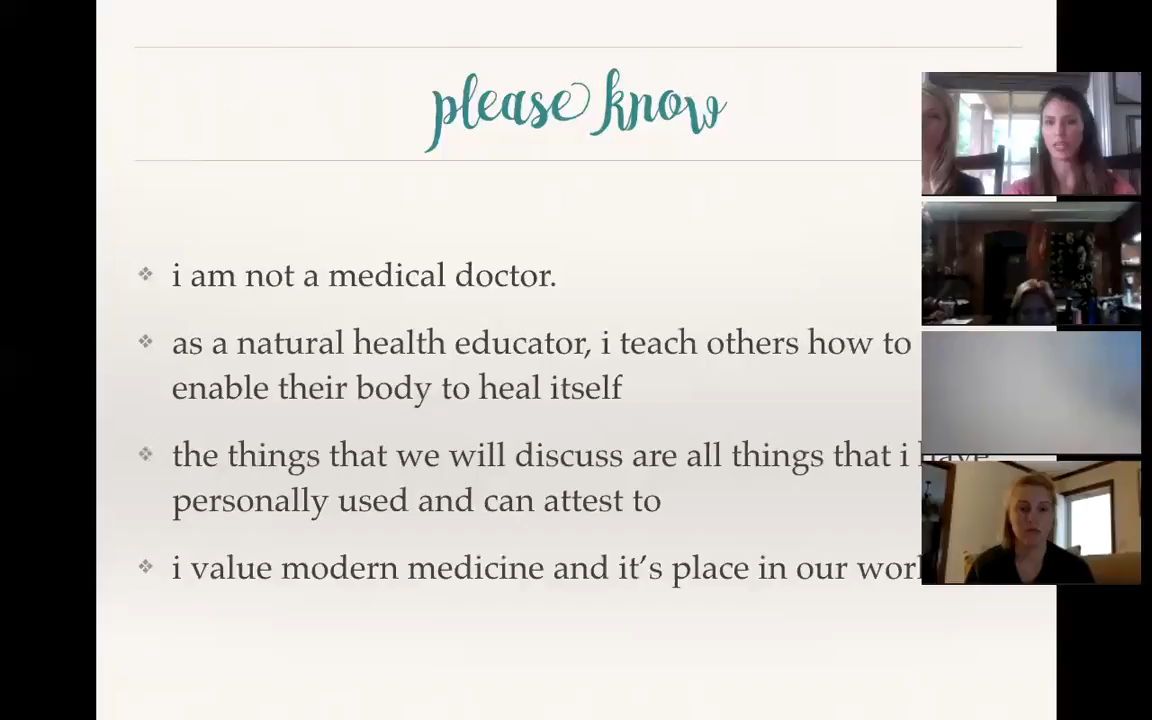 please know
i am not a medical doctor.
as a natural health educator, i teach others how to
enable their body to heal itself
the things that we will discuss are all things that i have
personally used and can attest to
i value modern medicine and it's place in our